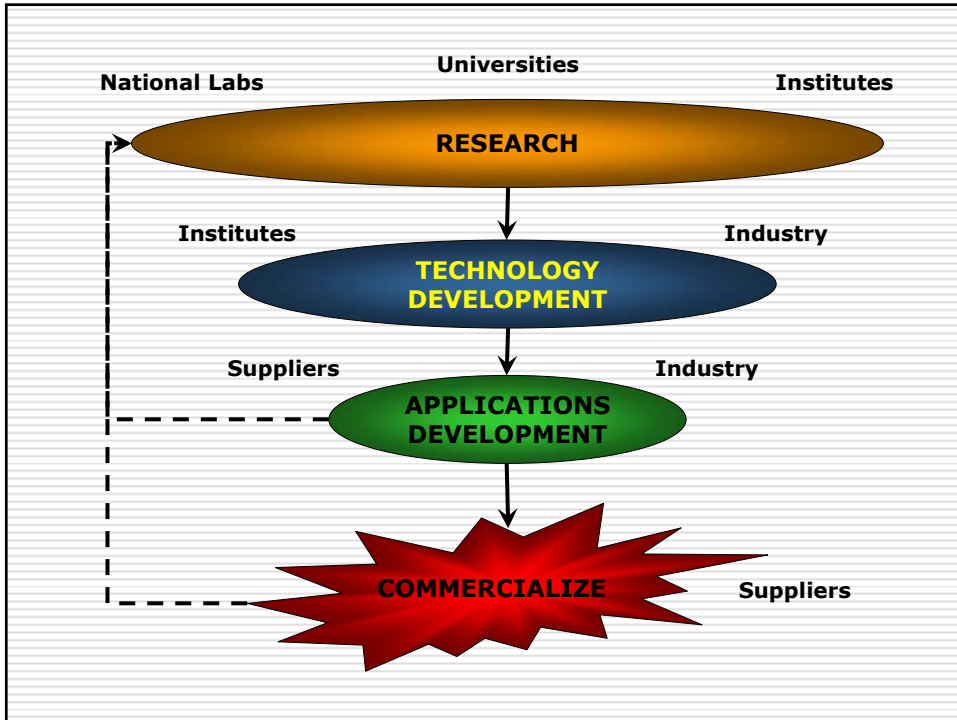 Universities
National Labs
Institutes
RESEARCH
Institutes
Industry
TECHNOLOGY
DEVELOPMENT
Suppliers
Industry
APPLICATIONS
DEVELOPMENT
COMMERCIALIZE
Suppliers